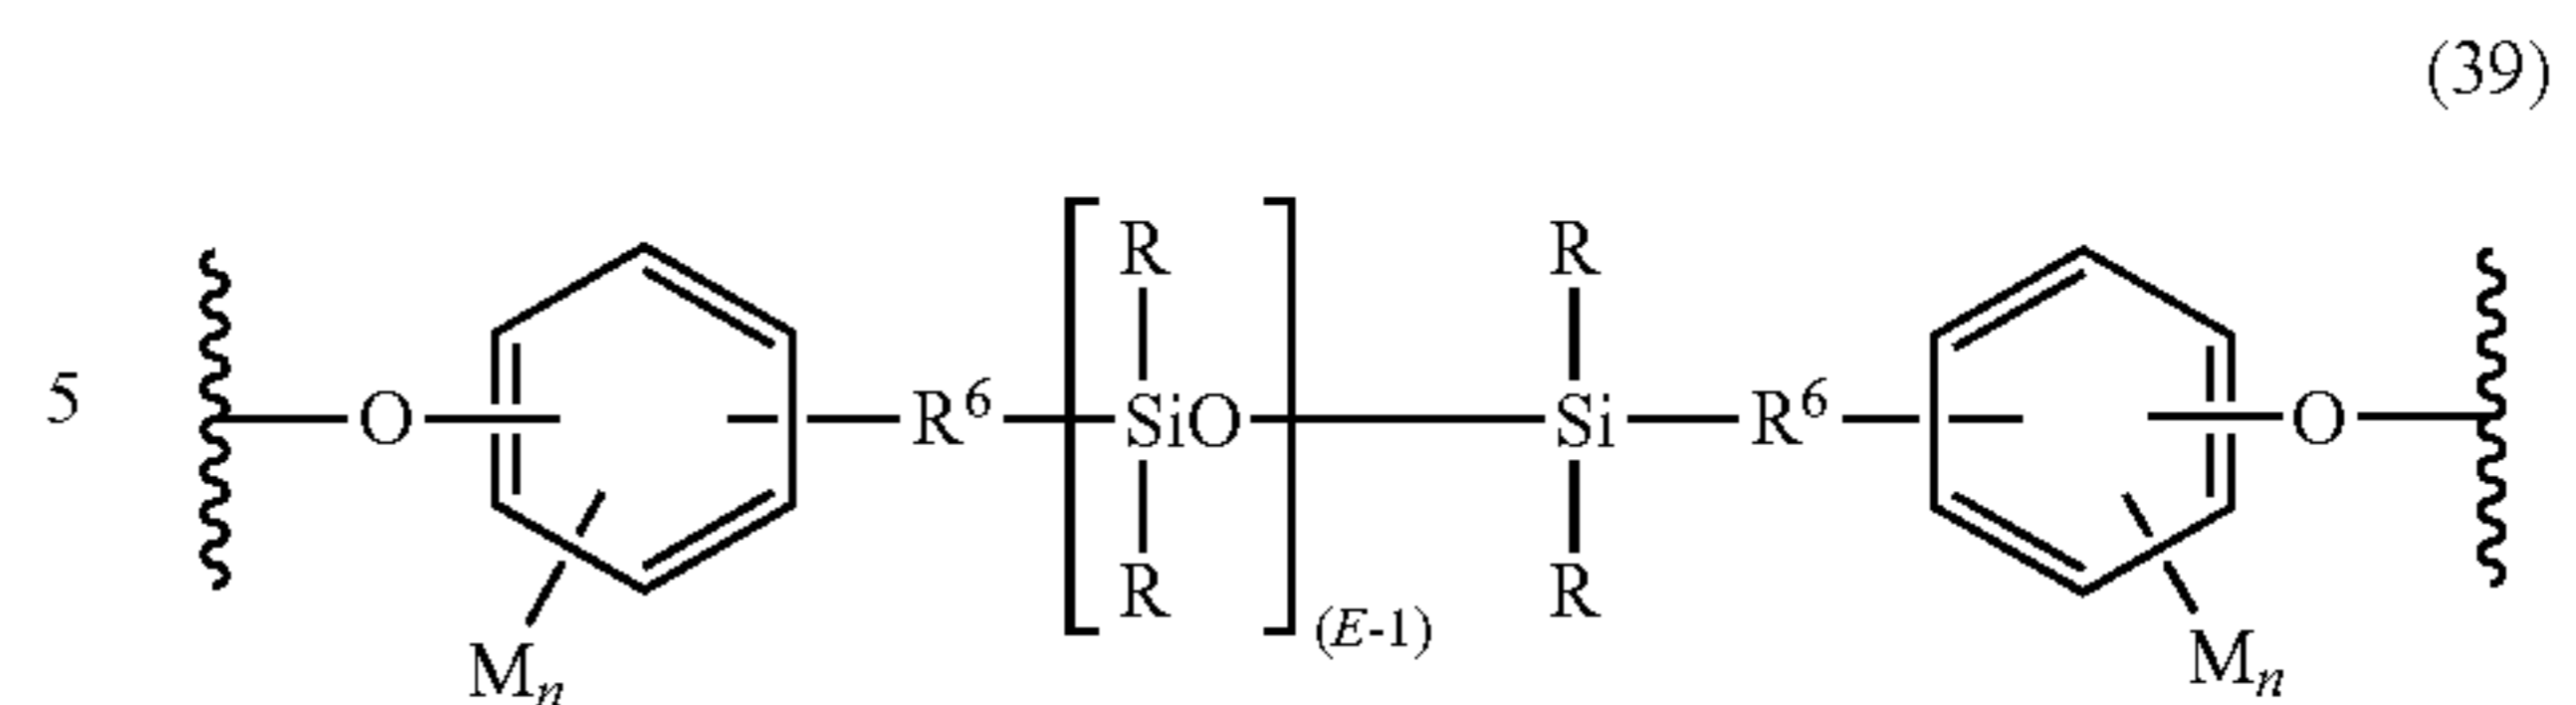 (39)
R R
5 O R⁶ SiO Si R⁶ O
R R
(E-1)
Mₙ Mₙ